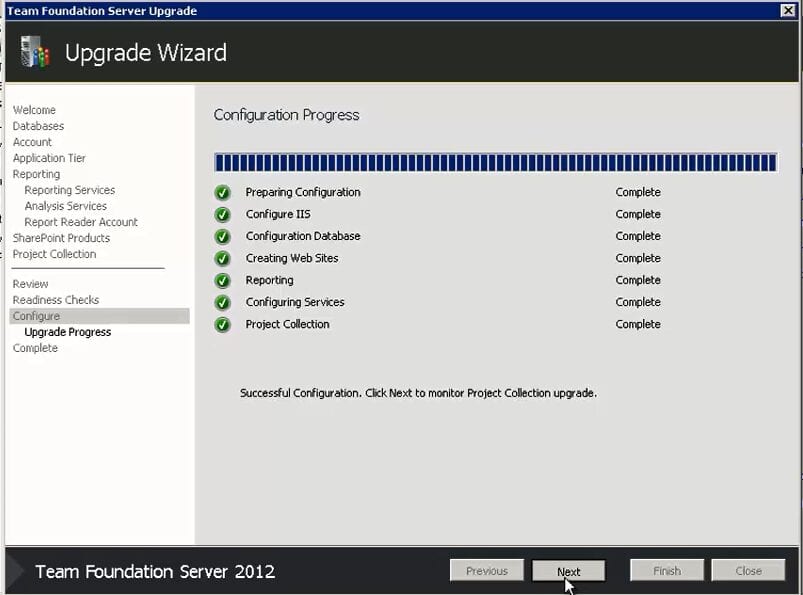 Team Foundation Server Upgrade
Upgrade Wizard
Welcome
Databases
Account
Application Tier
Reporting
Reporting Services
Analysis Services
Report Reader Account
SharePoint Products
Project Collection
Review
Readiness Checks
Configure
Upgrade Progress
Complete
Configuration Progress
Preparing Configuration Complete
Configure IIS Complete
Configuration Database Complete
Creating Web Sites Complete
Reporting Complete
Configuring Services Complete
Project Collection Complete
Successful Configuration. Click Next to monitor Project Collection upgrade.
Team Foundation Server 2012
Previous Next Finish Close